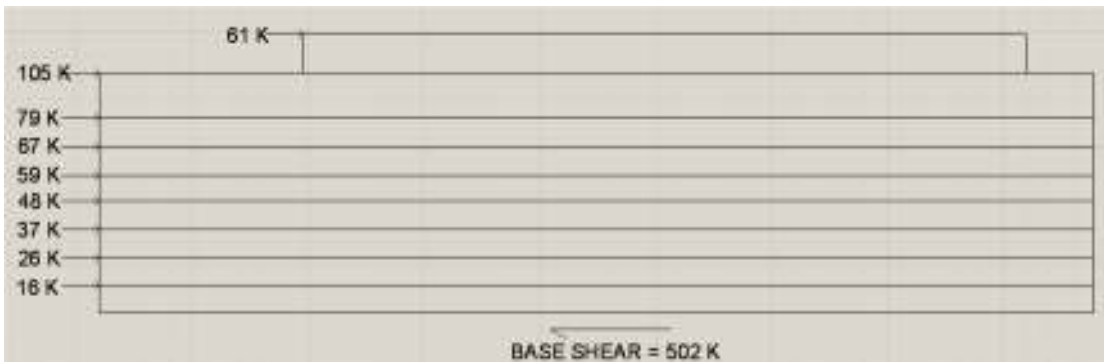 61 K
105 K
79 K
67 K
59 K
48 K
37 K
26 K
16 K
BASE SHEAR = 502 K